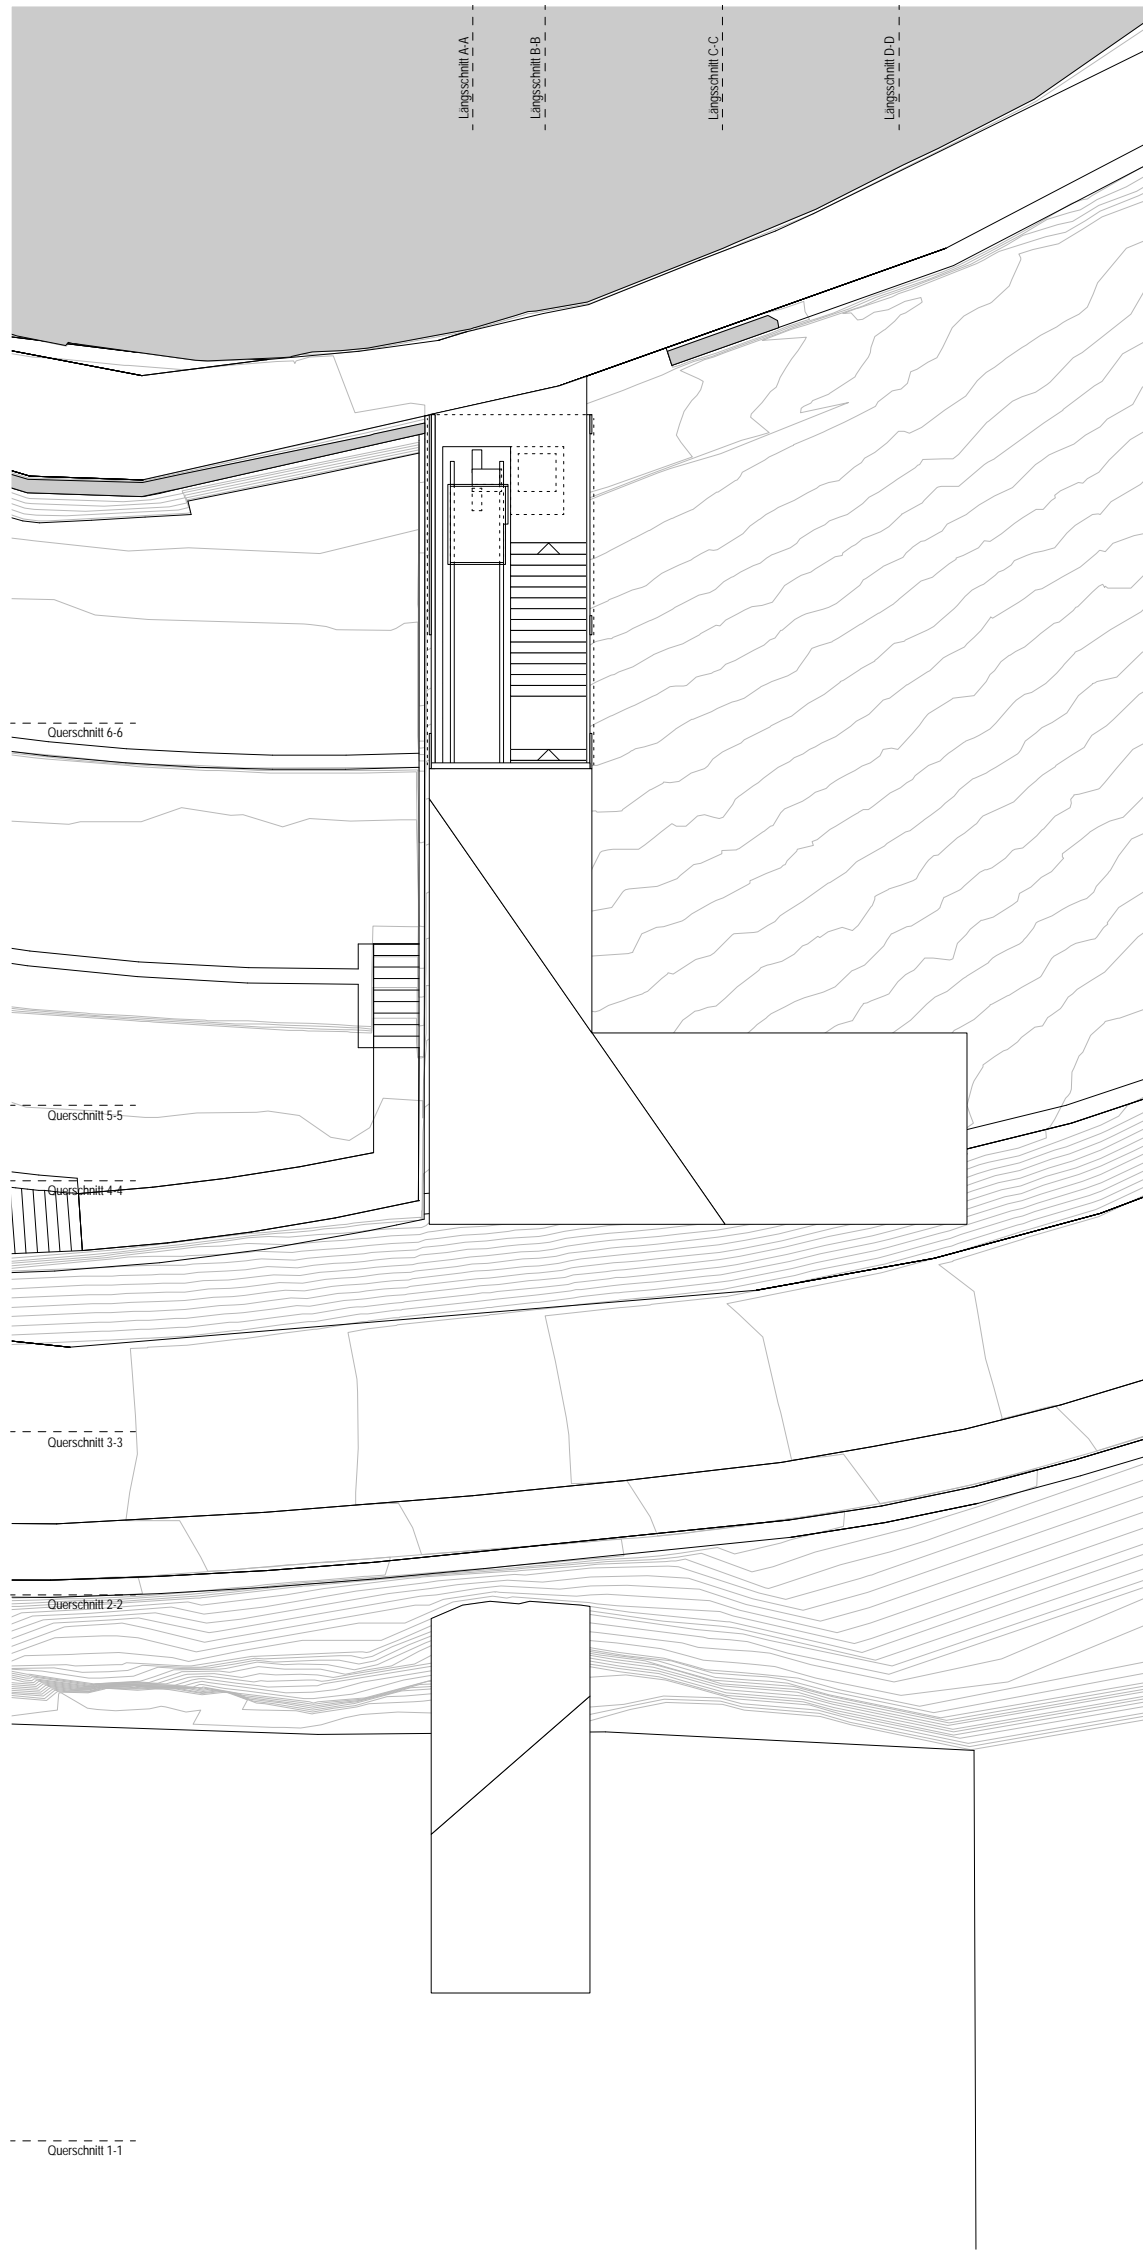 Längsschnitt A-A
Längsschnitt B-B
Längsschnitt C-C
Längsschnitt D-D
Querschnitt 6-6
Querschnitt 5-5
Querschnitt 4-4
Querschnitt 3-3
Querschnitt 2-2
Querschnitt 1-1